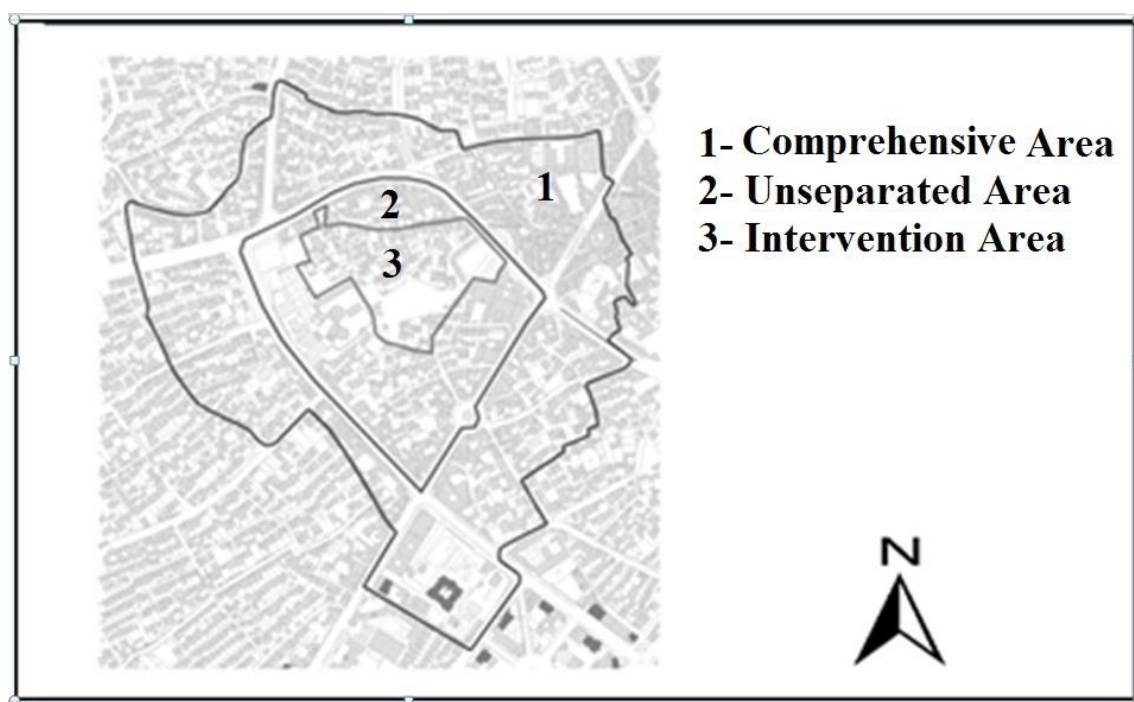 1- Comprehensive Area
2- Unseparated Area
3- Intervention Area
1
2
3
N